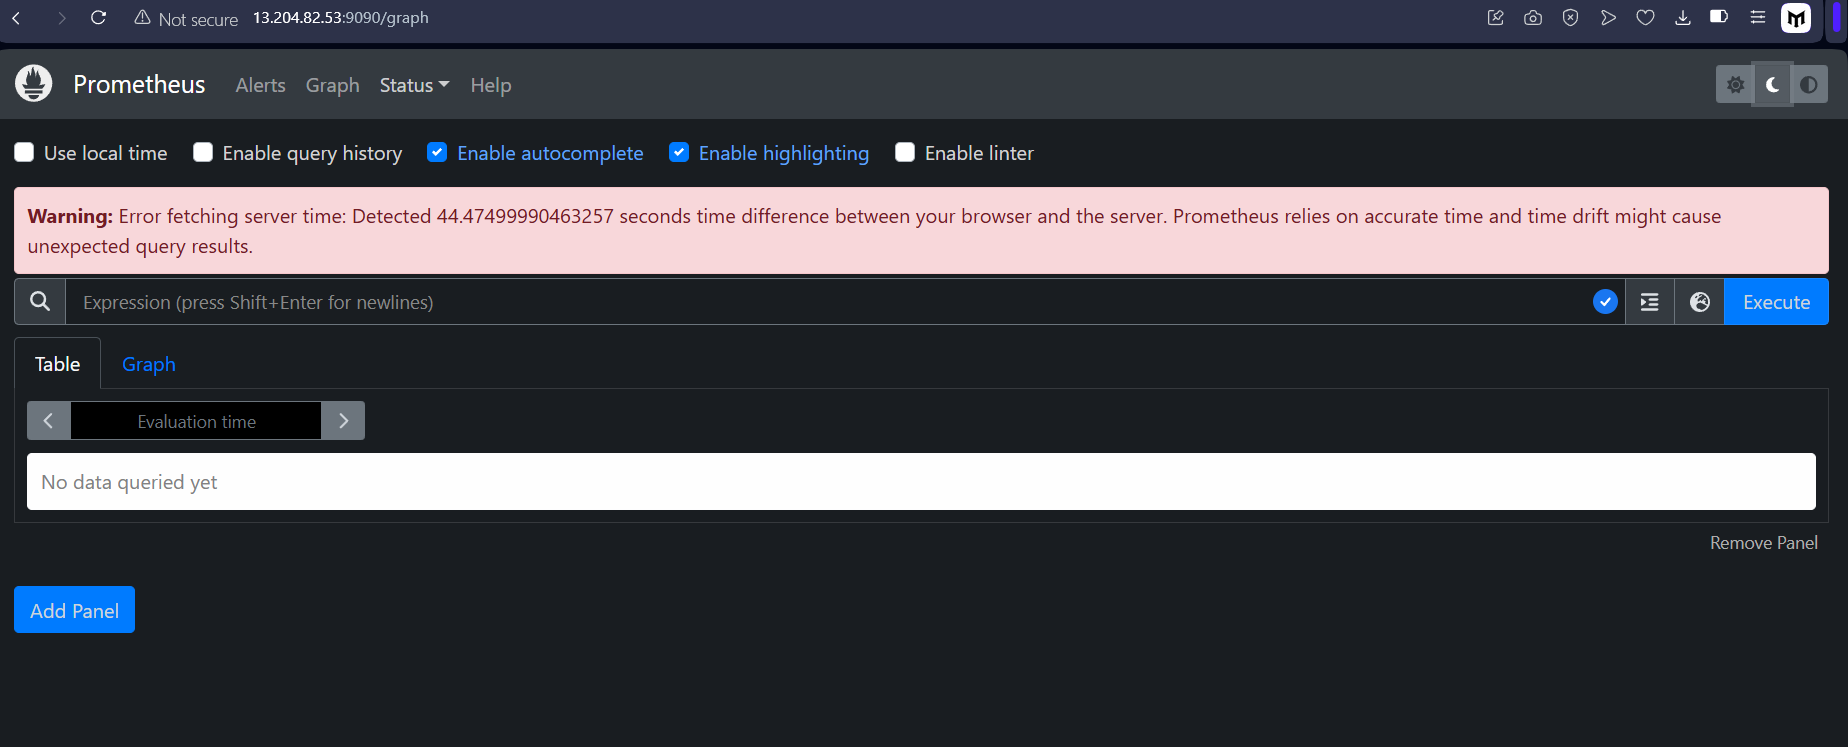 Not secure 13.204.82.53:9090/graph
Prometheus Alerts Graph Status Help
Use local time Enable query history Enable autocomplete Enable highlighting Enable linter
Warning: Error fetching server time: Detected 44.47499990463257 seconds time difference between your browser and the server. Prometheus relies on accurate time and time drift might cause
unexpected query results.
Expression (press Shift+Enter for newlines) Execute
Table Graph
Evaluation time
No data queried yet
Remove Panel
Add Panel